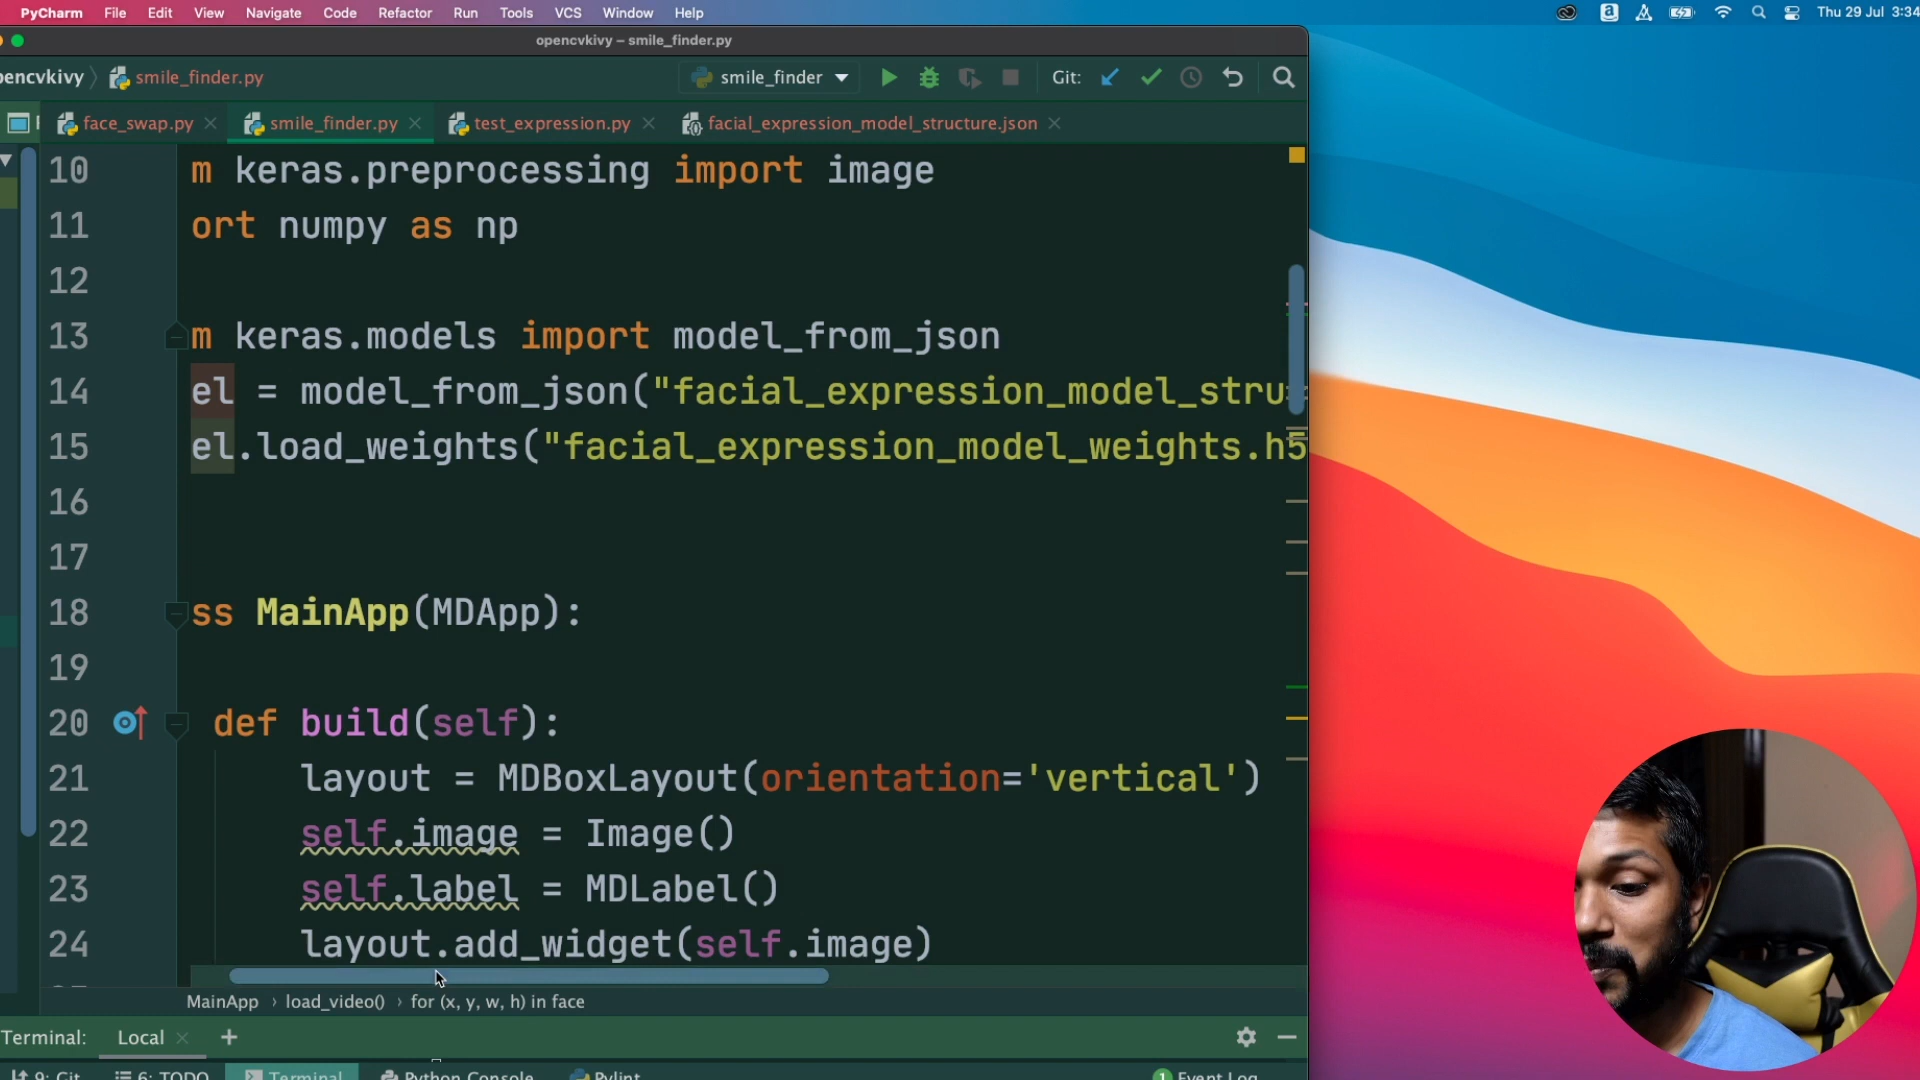 PyCharm File Edit View Navigate Code Refactor Run Tools VCS Window Help Thu 29 Jul 3:34
opencvkivy – smile_finder.py
pencvkivy smile_finder.py smile_finder Git:
face_swap.py smile_finder.py test_expression.py facial_expression_model_structure.json
10 m keras.preprocessing import image
11 ort numpy as np
12
13 m keras.models import model_from_json
14 el = model_from_json("facial_expression_model_stru
15 el.load_weights("facial_expression_model_weights.h5
16
17
18 ss MainApp(MDApp):
19
20 def build(self):
21 layout = MDBoxLayout(orientation='vertical')
22 self.image = Image()
23 self.label = MDLabel()
24 layout.add_widget(self.image)
MainApp › load_video() › for (x, y, w, h) in face
Terminal: Local +
9: Git 6: TODO Terminal Python Console Pylint 1 Event Log